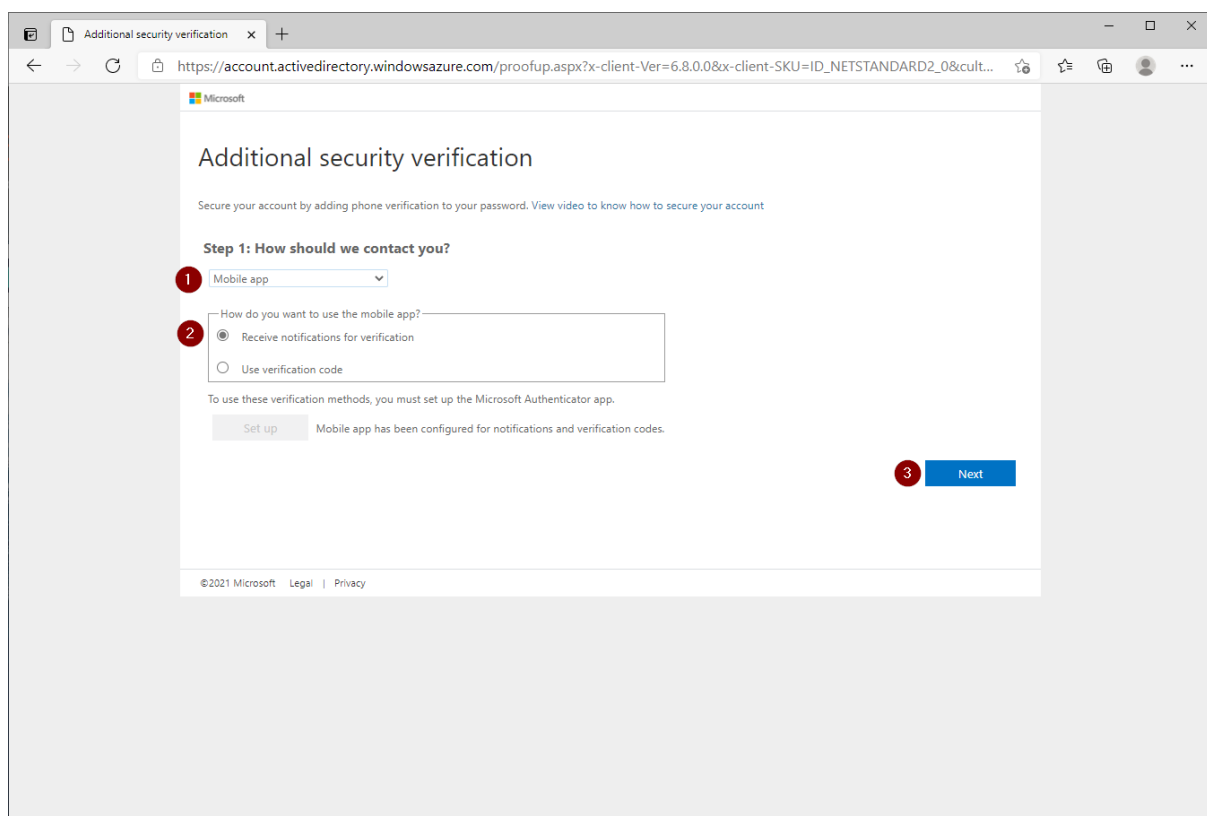 Additional security verification
https://account.activedirectory.windowsazure.com/proofup.aspx?x-client-Ver=6.8.0.0&x-client-SKU=ID_NETSTANDARD2_0&cult...
Microsoft
Additional security verification
Secure your account by adding phone verification to your password. View video to know how to secure your account
Step 1: How should we contact you?
1 Mobile app
How do you want to use the mobile app?
2 Receive notifications for verification
Use verification code
To use these verification methods, you must set up the Microsoft Authenticator app.
Set up Mobile app has been configured for notifications and verification codes.
3 Next
©2021 Microsoft Legal | Privacy